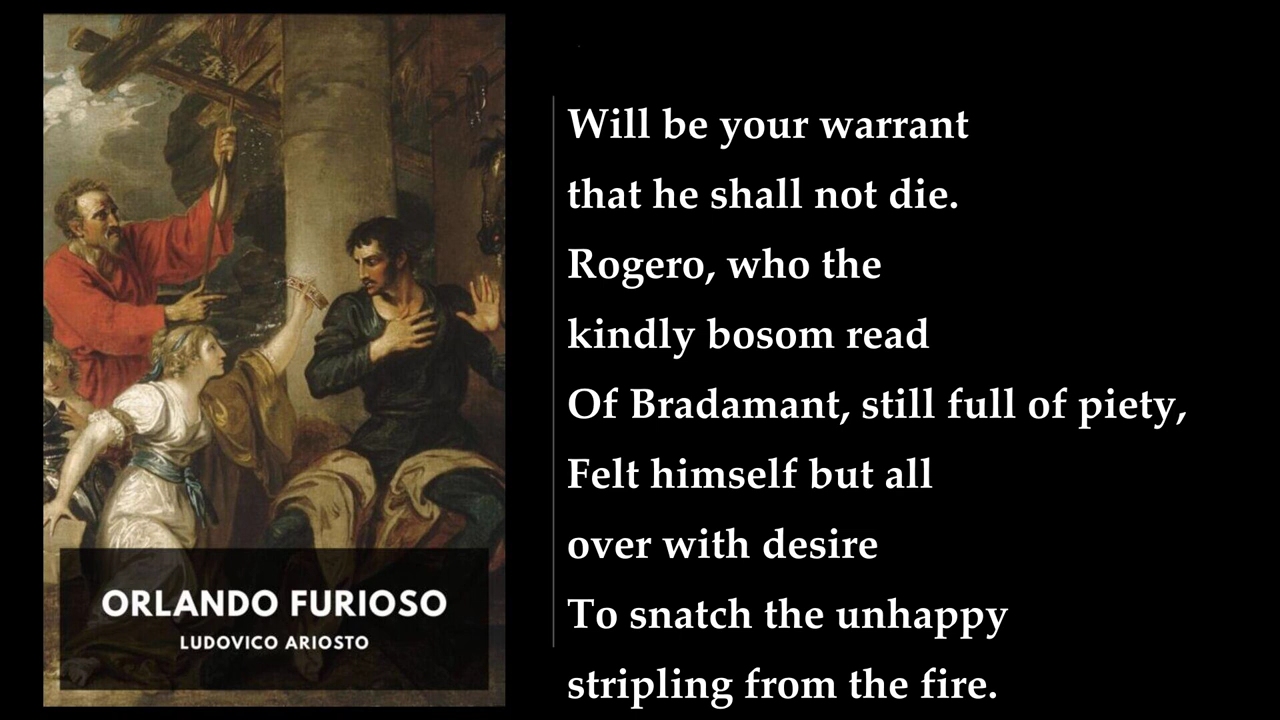 Will be your warrant
that he shall not die.
Rogero, who the
kindly bosom read
Of Bradamant, still full of piety,
Felt himself but all
over with desire
To snatch the unhappy
stripling from the fire.
ORLANDO FURIOSO
LUDOVICO ARIOSTO